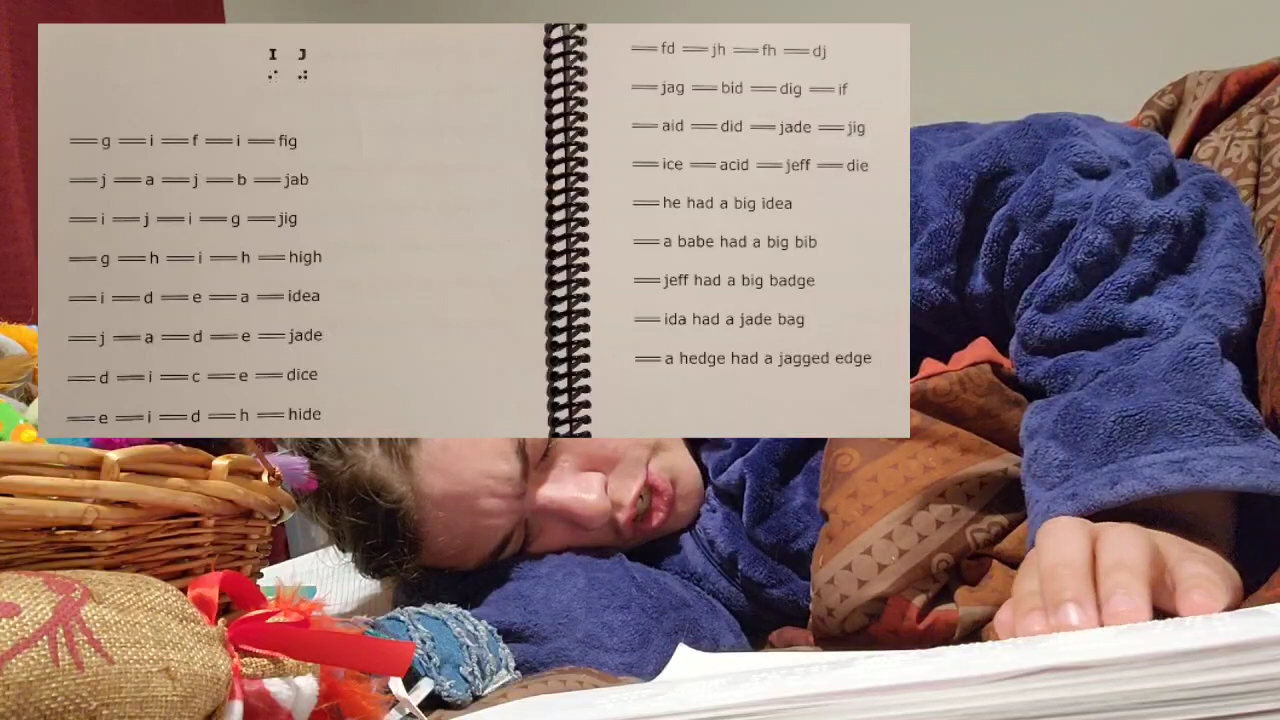 I J
⠊ ⠚
══ g ══ i ══ f ══ i ══ fig
══ j ══ a ══ j ══ b ══ jab
══ i ══ j ══ i ══ g ══ jig
══ g ══ h ══ i ══ h ══ high
══ i ══ d ══ e ══ a ══ idea
══ j ══ a ══ d ══ e ══ jade
══ d ══ i ══ c ══ e ══ dice
══ e ══ i ══ d ══ h ══ hide
══ fd ══ jh ══ fh ══ dj
══ jag ══ bid ══ dig ══ if
══ aid ══ did ══ jade ══ jig
══ ice ══ acid ══ jeff ══ die
══ he had a big idea
══ a babe had a big bib
══ jeff had a big badge
══ ida had a jade bag
══ a hedge had a jagged edge